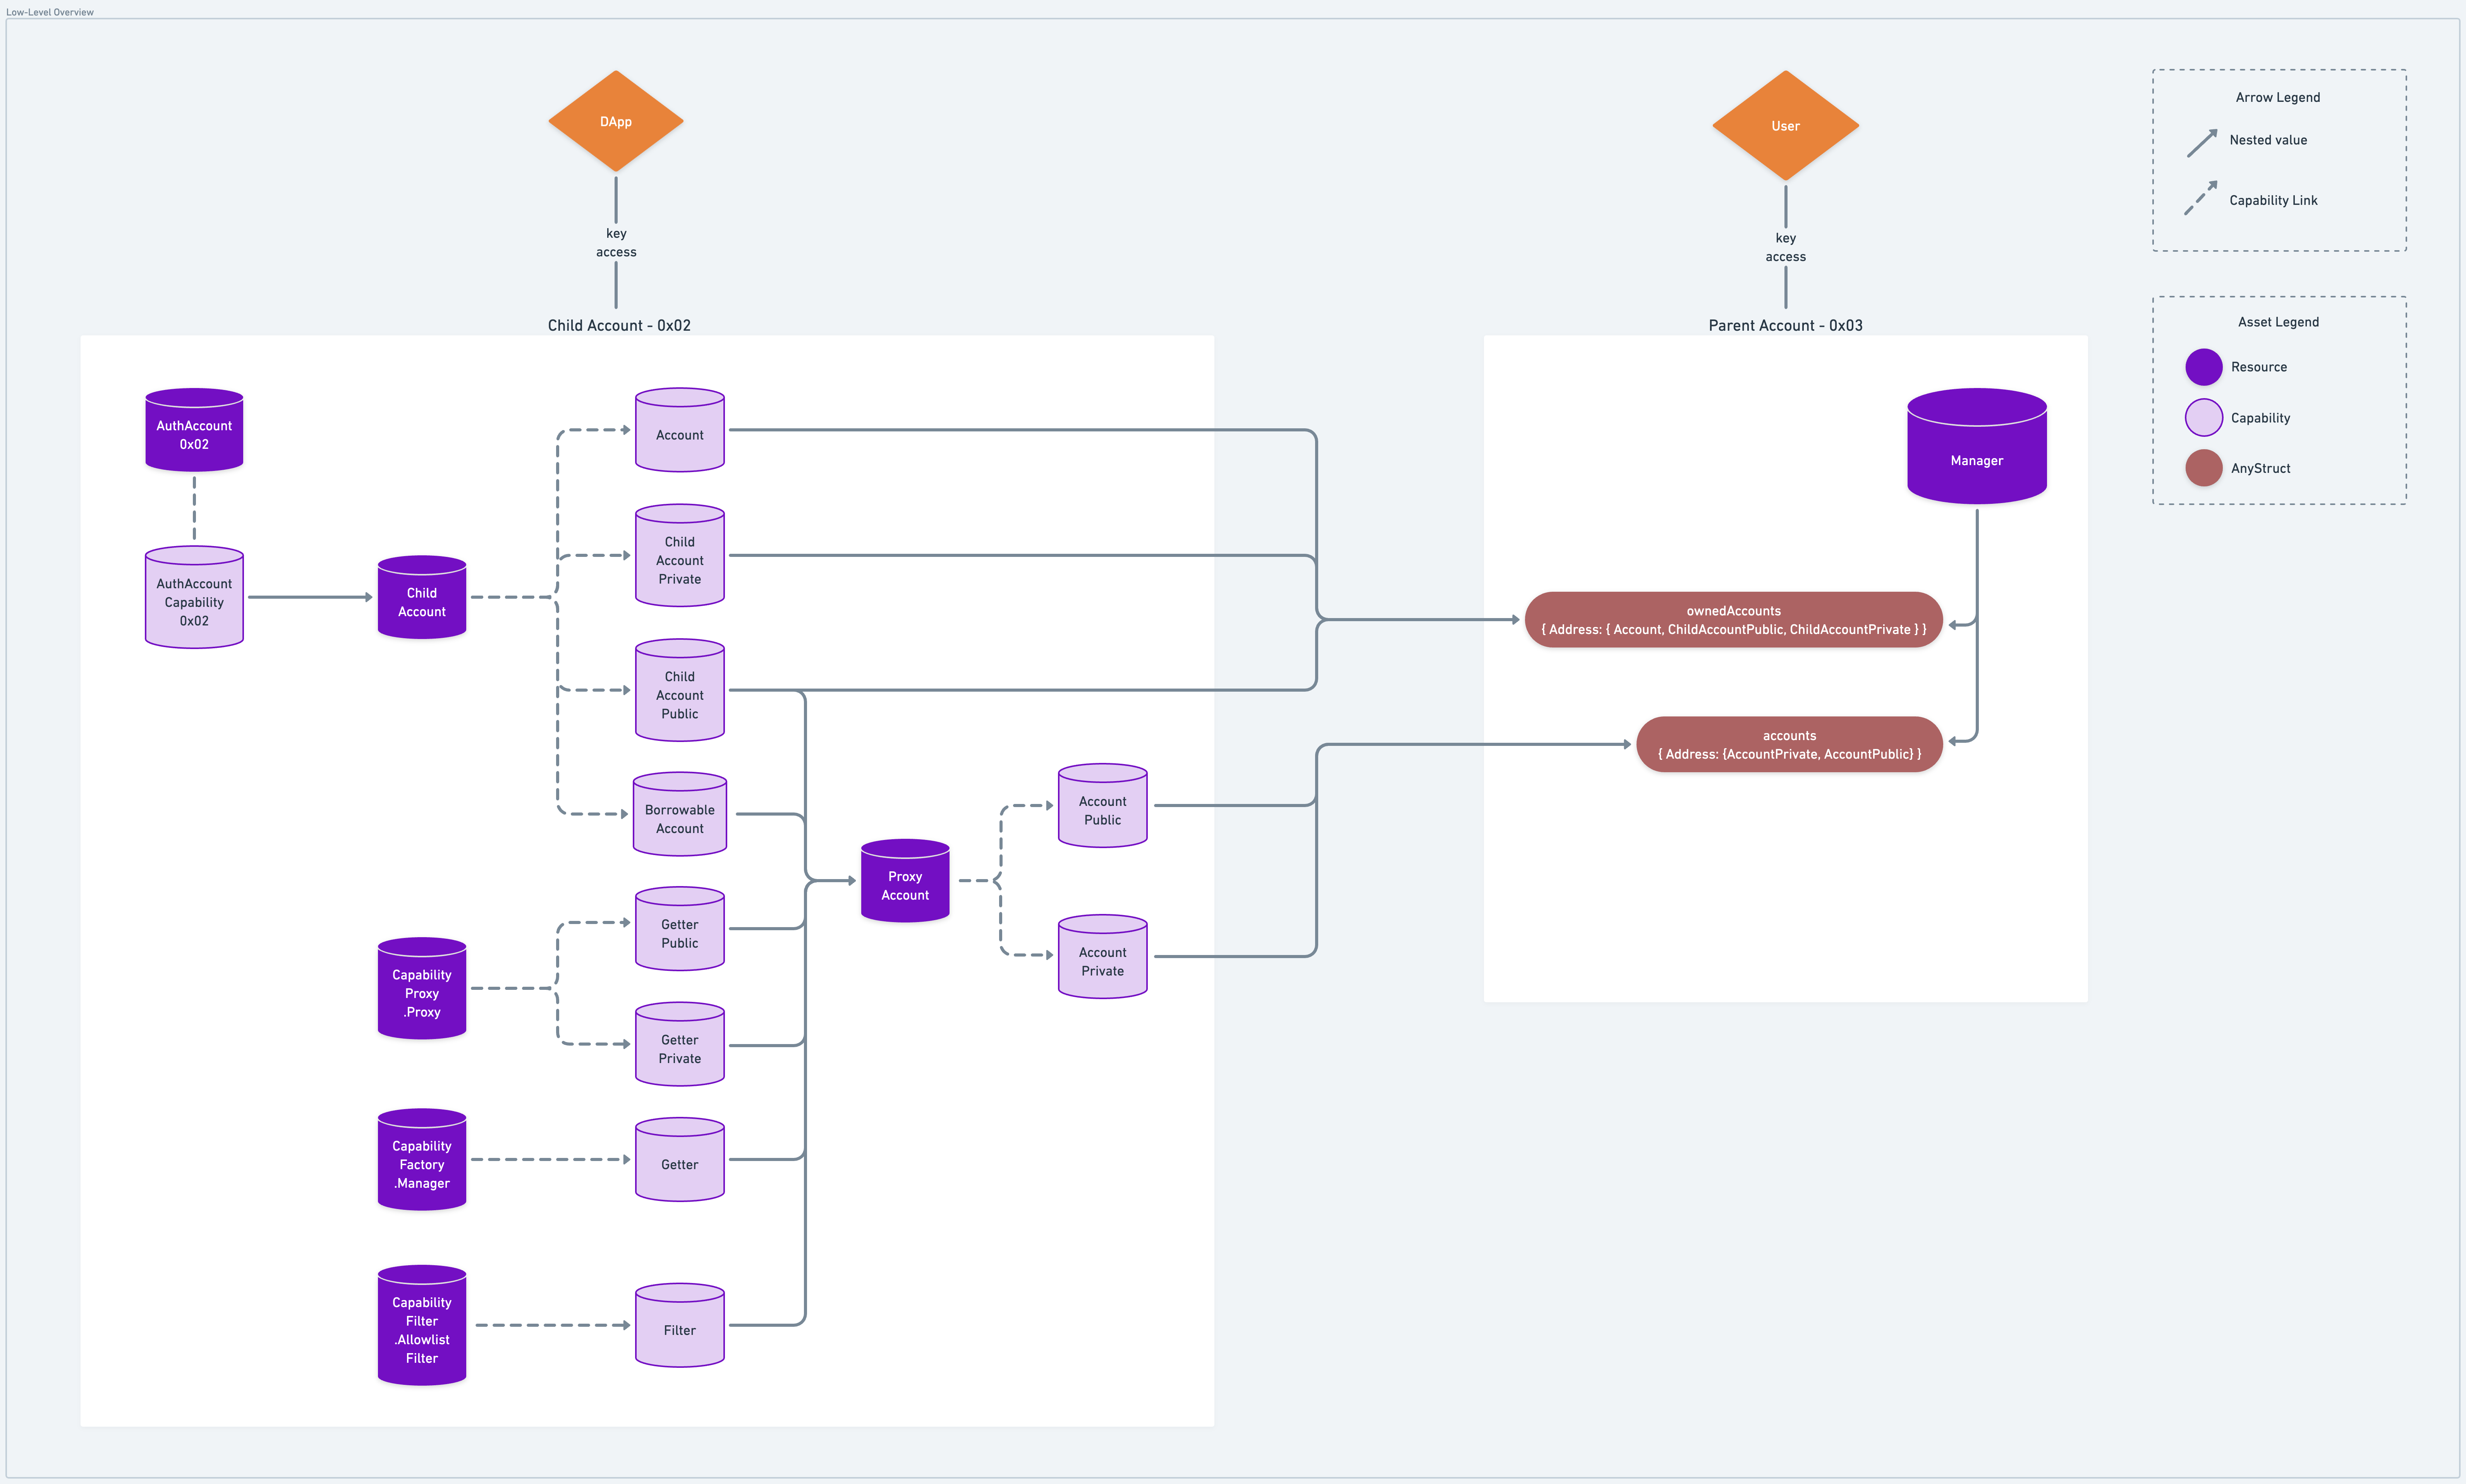 Low-Level Overview
DApp
key
access
Child Account - 0x02
User
key
access
Parent Account - 0x03
Arrow Legend
Nested value
Capability Link
Asset Legend
Resource
Capability
AnyStruct
AuthAccount
0x02
AuthAccount
Capability
0x02
Child
Account
Account
Child
Account
Private
Child
Account
Public
Borrowable
Account
Capability
Proxy
.Proxy
Getter
Public
Getter
Private
Capability
Factory
.Manager
Getter
Capability
Filter
.Allowlist
Filter
Filter
Proxy
Account
Account
Public
Account
Private
Manager
ownedAccounts
{ Address: { Account, ChildAccountPublic, ChildAccountPrivate } }
accounts
{ Address: {AccountPrivate, AccountPublic} }